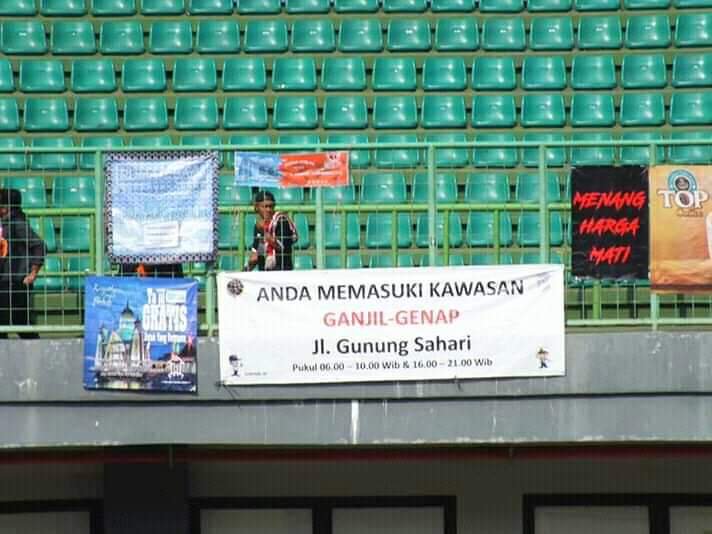 ANDA MEMASUKI KAWASAN
GANJIL-GENAP
Jl. Gunung Sahari
Pukul 06.00 – 10.00 Wib & 16.00 – 21.00 Wib
MENANG
HARGA
MATI
TOP
GRATIS